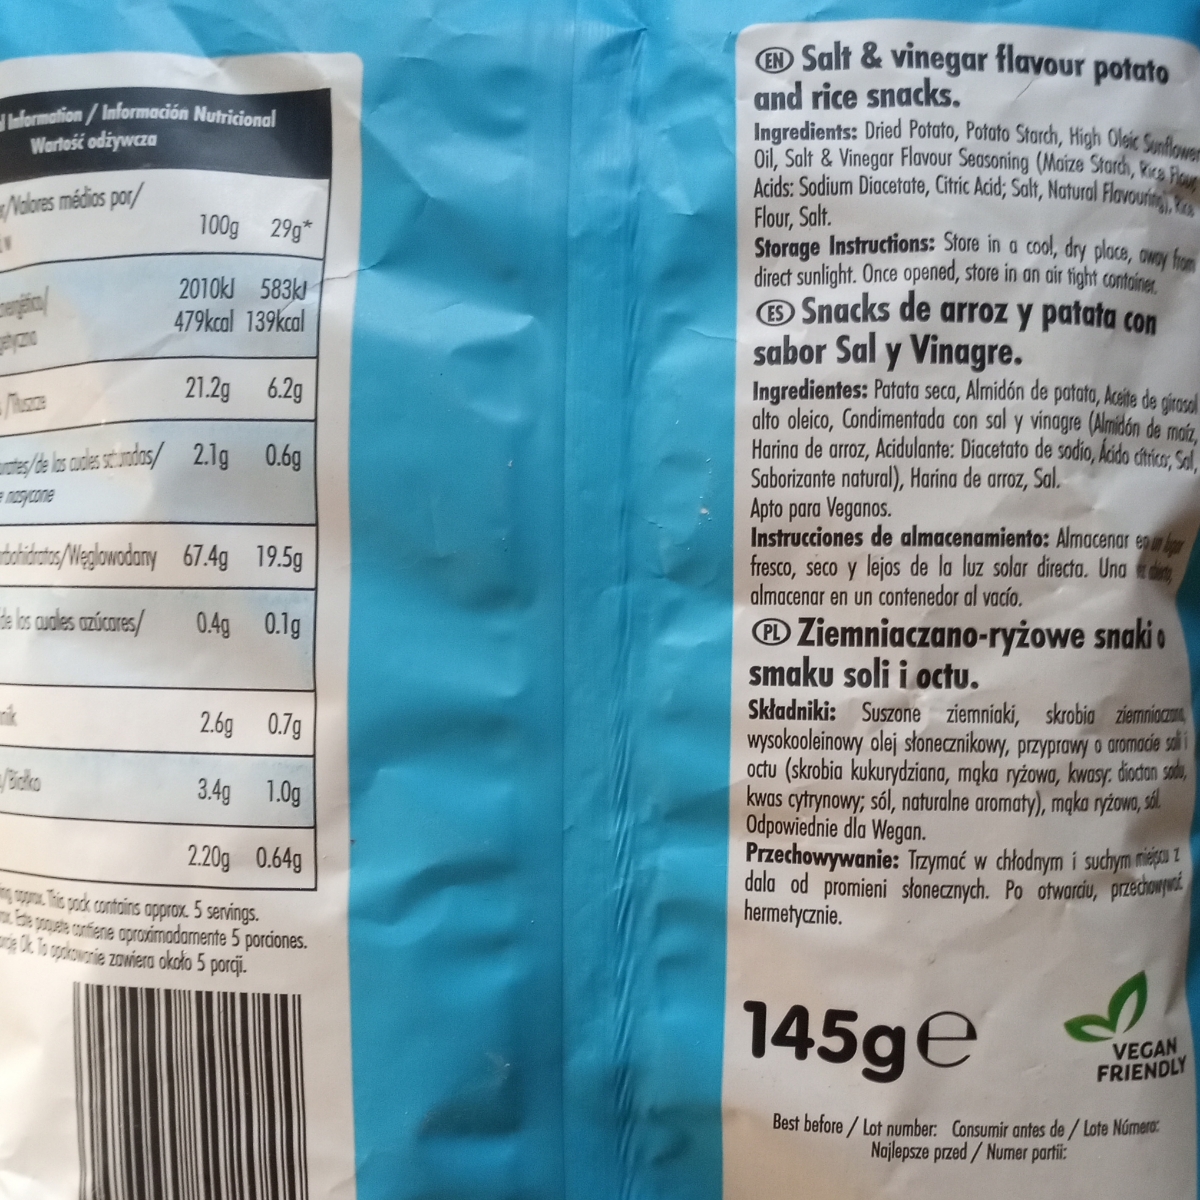 Information / Información Nutricional
Wartość odżywcza
/Valores médios por/
100g 29g*
2010kJ 583kJ
479kcal 139kcal
21.2g 6.2g
/Tłuszcze
/de las cuales saturadas/ 2.1g 0.6g
nasycone
/Węglowodany 67.4g 19.5g
de los cuales azúcares/ 0.4g 0.1g
2.6g 0.7g
/Białko
3.4g 1.0g
2.20g 0.64g
approx. This pack contains approx. 5 servings.
Este paquete contiene aproximadamente 5 porciones.
Ok. To opakowanie zawiera około 5 porcji.
EN Salt & vinegar flavour potato
and rice snacks.
Ingredients: Dried Potato, Potato Starch, High Oleic Sunflower
Oil, Salt & Vinegar Flavour Seasoning (Maize Starch, Rice Flour
Acids: Sodium Diacetate, Citric Acid; Salt, Natural Flavouring), Rice
Flour, Salt.
Storage Instructions: Store in a cool, dry place, away from
direct sunlight. Once opened, store in an air tight container.
ES Snacks de arroz y patata con
sabor Sal y Vinagre.
Ingredientes: Patata seca, Almidón de patata, Aceite de girasol
alto oleico, Condimentada con sal y vinagre (Almidón de maíz,
Harina de arroz, Acidulante: Diacetato de sodio, Ácido cítrico; Sal,
Saborizante natural), Harina de arroz, Sal.
Apto para Veganos.
Instrucciones de almacenamiento: Almacenar en un lugar
fresco, seco y lejos de la luz solar directa. Una vez abierto,
almacenar en un contenedor al vacío.
PL Ziemniaczano-ryżowe snaki o
smaku soli i octu.
Składniki: Suszone ziemniaki, skrobia ziemniaczana,
wysokooleinowy olej słonecznikowy, przyprawy o aromacie soli i
octu (skrobia kukurydziana, mąka ryżowa, kwasy: dioctan sodu,
kwas cytrynowy; sól, naturalne aromaty), mąka ryżowa, sól.
Odpowiednie dla Wegan.
Przechowywanie: Trzymać w chłodnym i suchym miejscu z
dala od promieni słonecznych. Po otwarciu, przechowywać
hermetycznie.
145g e
VEGAN
FRIENDLY
Best before / Lot number: Consumir antes de / Lote Número:
Najlepsze przed / Numer partii: